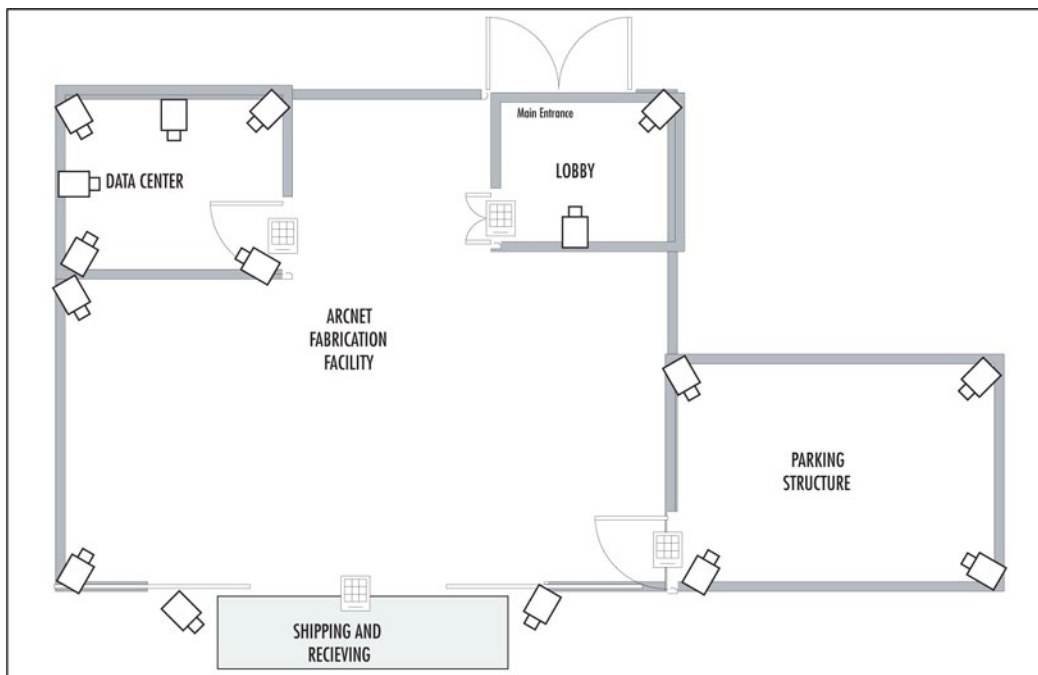 Main Entrance
LOBBY
DATA CENTER
ARCNET
FABRICATION
FACILITY
PARKING
STRUCTURE
SHIPPING AND
RECIEVING